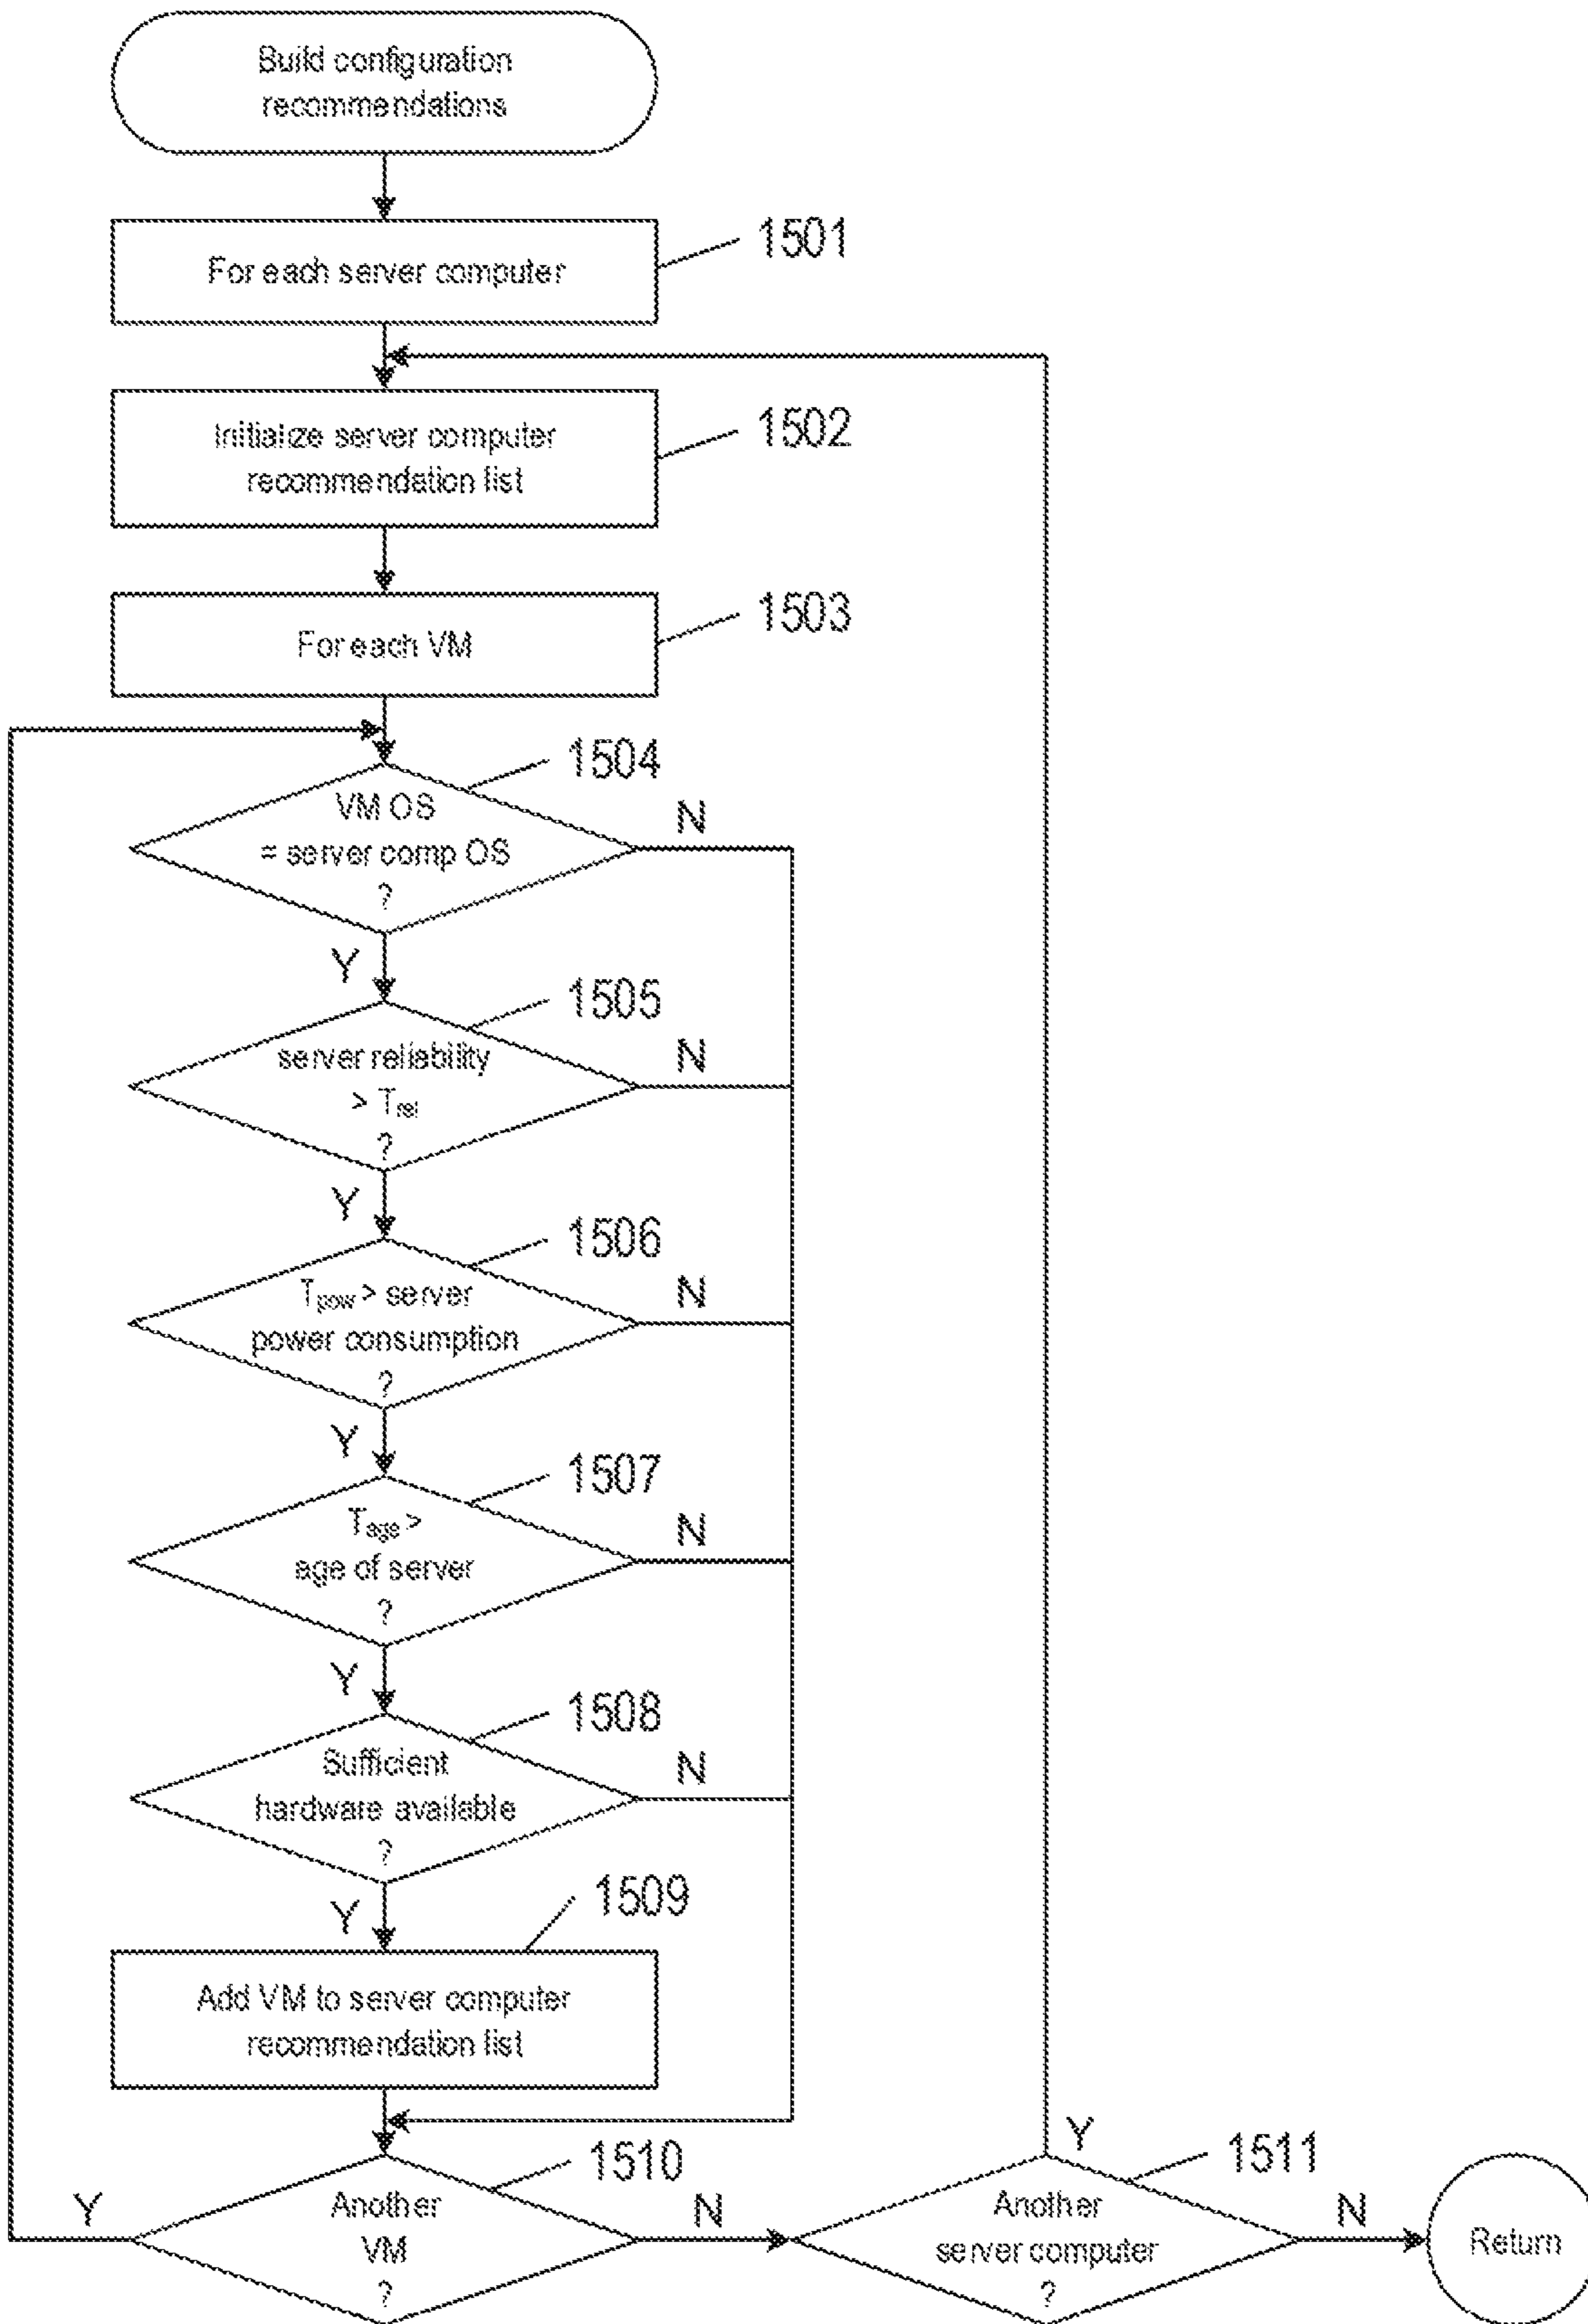 Build configuration
recommendations
1501
For each server computer
1502
Initialize server computer
recommendation list
1503
For each VM
1504
VM OS
= server comp OS
?
N
Y
1505
server reliability
> Trel
?
N
Y
1506
Tpow > server
power consumption
?
N
Y
1507
Tage >
age of server
?
N
Y
1508
Sufficient
hardware available
?
N
Y
1509
Add VM to server computer
recommendation list
1510
Another
VM
?
Y
N
1511
Another
server computer
?
Y
N
Return